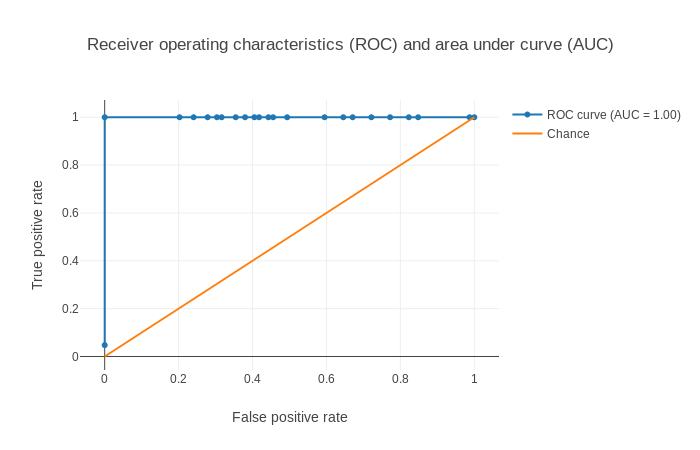 Receiver operating characteristics (ROC) and area under curve (AUC)
ROC curve (AUC = 1.00)
Chance
True positive rate
1
0.8
0.6
0.4
0.2
0
0 0.2 0.4 0.6 0.8 1
False positive rate